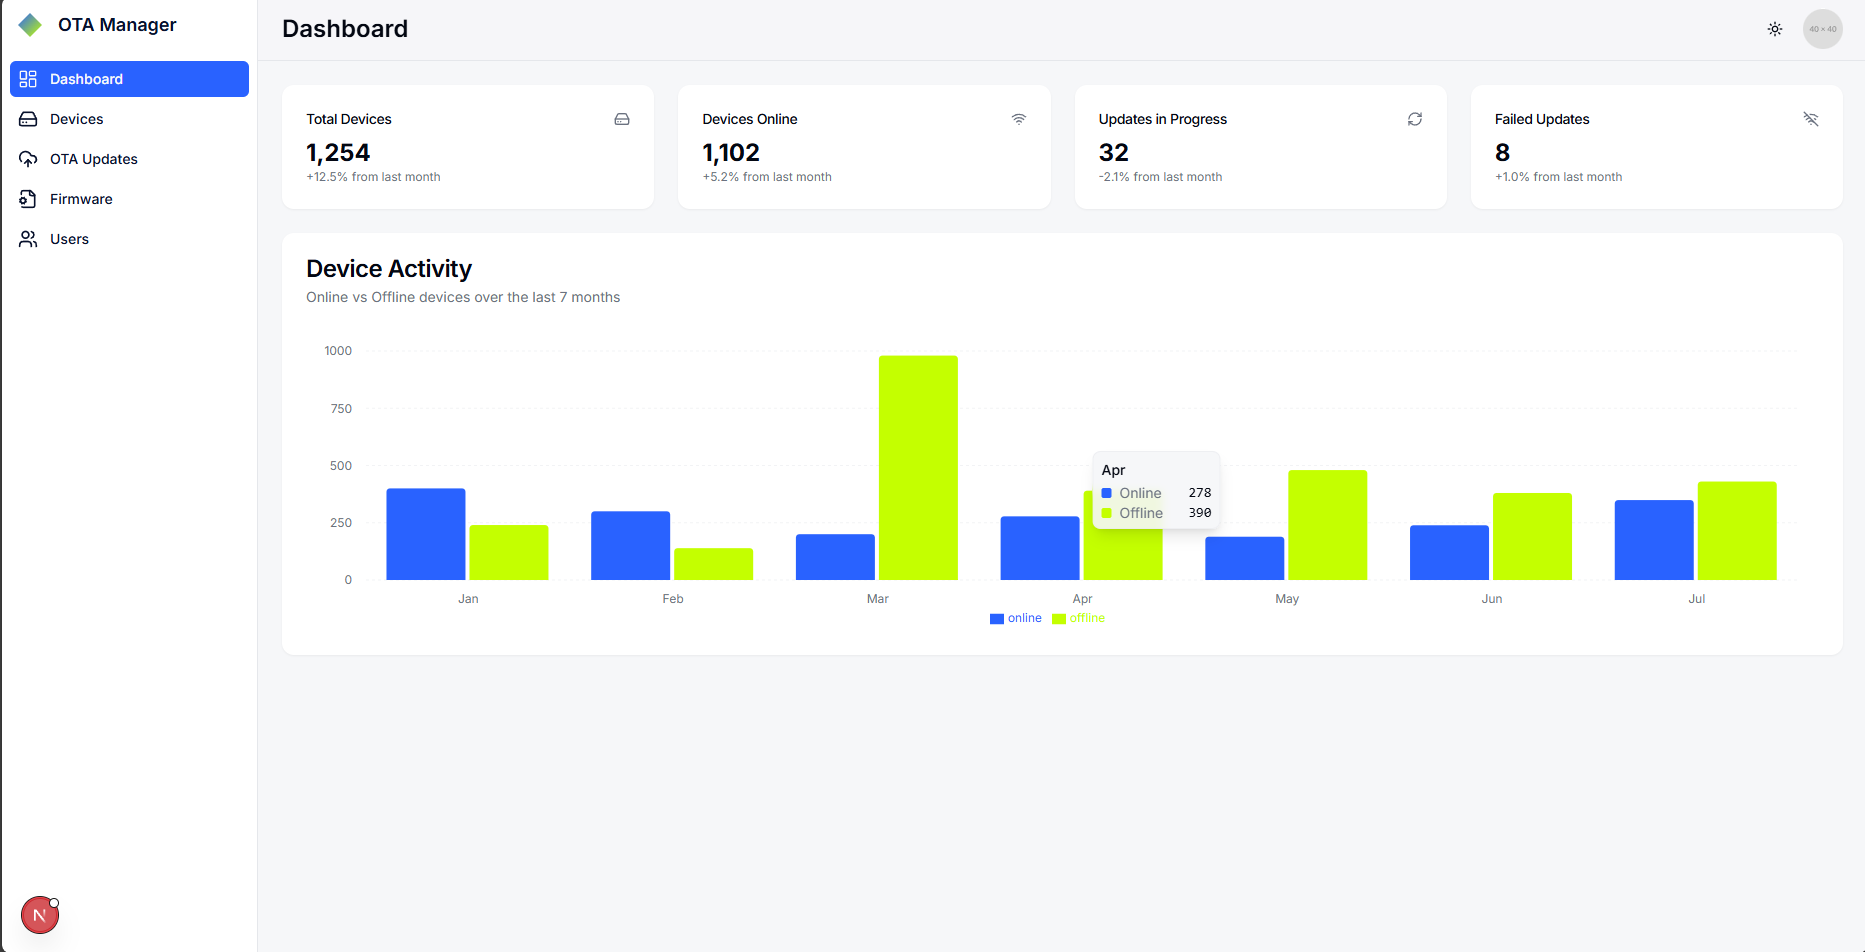 OTA Manager
Dashboard
Devices
OTA Updates
Firmware
Users
Dashboard
40 × 40
Total Devices
1,254
+12.5% from last month
Devices Online
1,102
+5.2% from last month
Updates in Progress
32
-2.1% from last month
Failed Updates
8
+1.0% from last month
Device Activity
Online vs Offline devices over the last 7 months
1000
750
500
250
0
Apr
Online 278
Offline 390
Jan Feb Mar Apr May Jun Jul
online offline
N